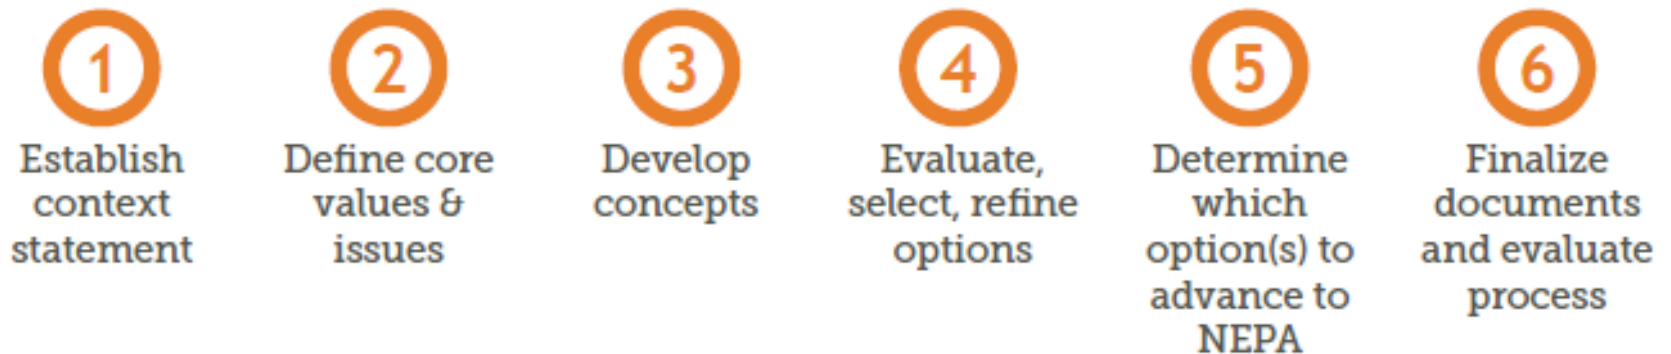 1
Establish
context
statement
2
Define core
values &
issues
3
Develop
concepts
4
Evaluate,
select, refine
options
5
Determine
which
option(s) to
advance to
NEPA
6
Finalize
documents
and evaluate
process